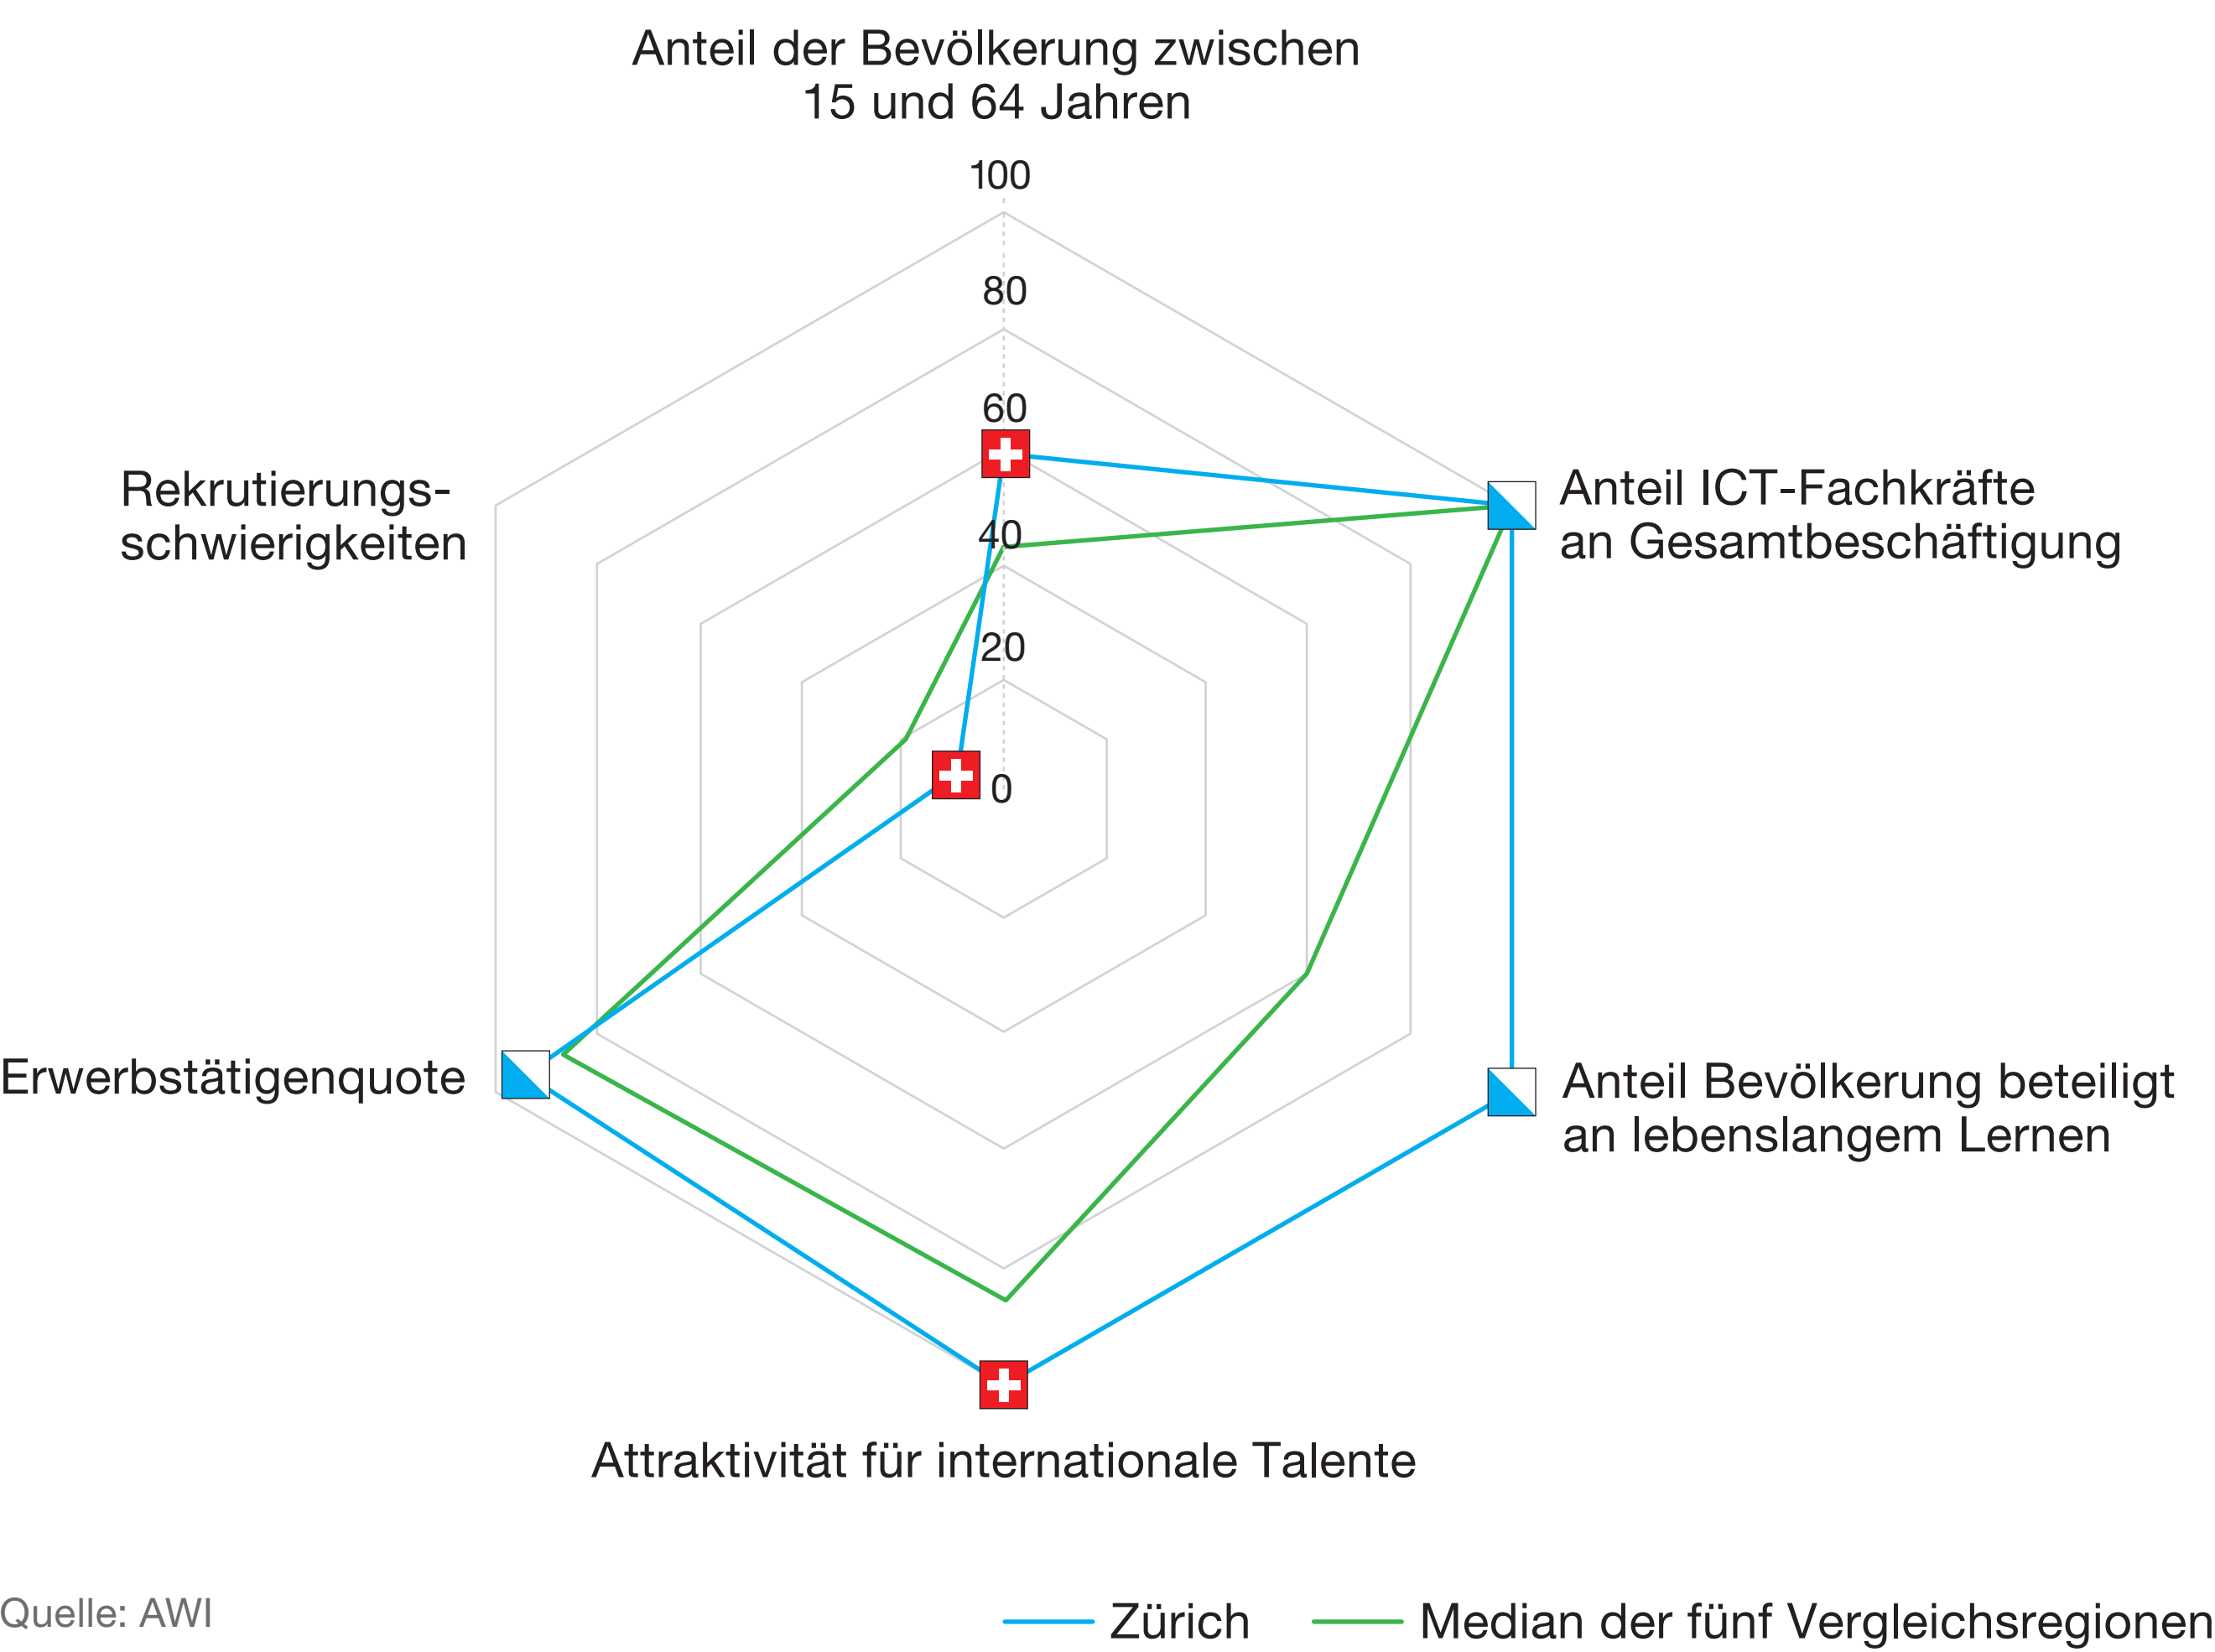 Anteil der Bevölkerung zwischen
15 und 64 Jahren
100
80
60
40
20
0
Rekrutierungs-
schwierigkeiten
Anteil ICT-Fachkräfte
an Gesamtbeschäftigung
Erwerbstätigenquote
Anteil Bevölkerung beteiligt
an lebenslangem Lernen
Attraktivität für internationale Talente
Quelle: AWI
Zürich
Median der fünf Vergleichsregionen